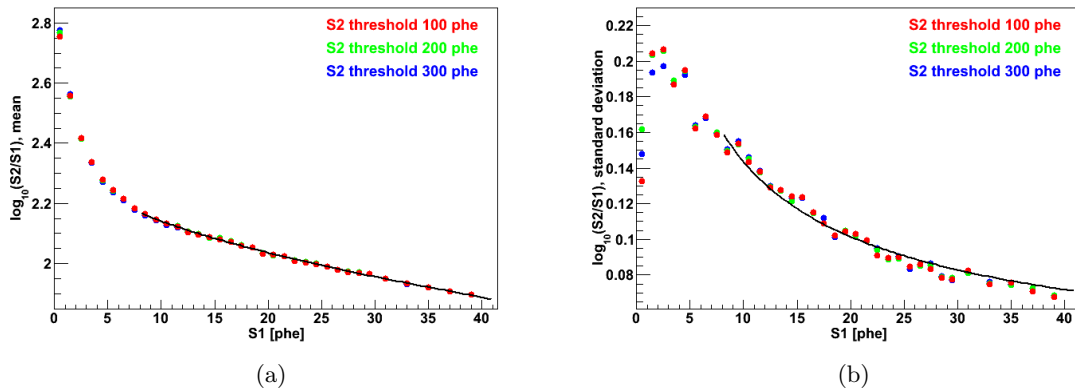 2.8
2.6
2.4
2.2
2
log10(S2/S1), mean
S2 threshold 100 phe
S2 threshold 200 phe
S2 threshold 300 phe
0 5 10 15 20 25 30 35 40
S1 [phe]
(a)
0.22
0.2
0.18
0.16
0.14
0.12
0.1
0.08
log10(S2/S1), standard deviation
S2 threshold 100 phe
S2 threshold 200 phe
S2 threshold 300 phe
0 5 10 15 20 25 30 35 40
S1 [phe]
(b)